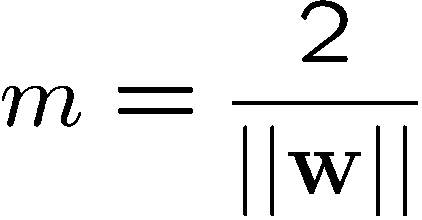 m = 2 / ||w||